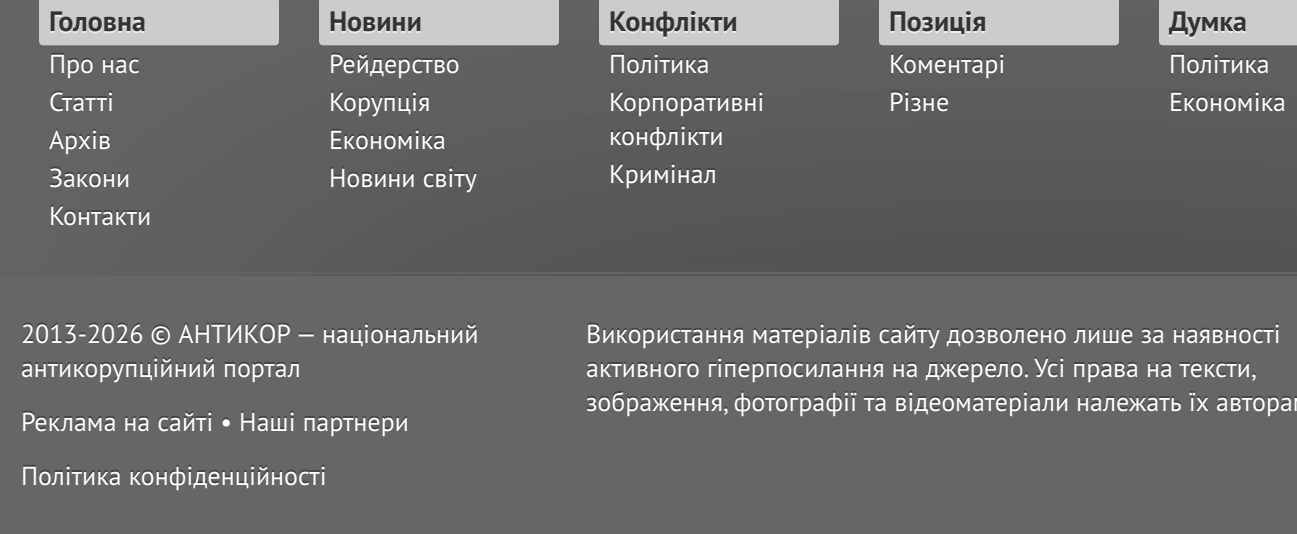 Головна
Про нас
Статті
Архів
Закони
Контакти
Новини
Рейдерство
Корупція
Економіка
Новини світу
Конфлікти
Політика
Корпоративні
конфлікти
Кримінал
Позиція
Коментарі
Різне
Думка
Політика
Економіка
2013-2026 © АНТИКОР — національний
антикорупційний портал
Реклама на сайті • Наші партнери
Політика конфіденційності
Використання матеріалів сайту дозволено лише за наявності
активного гіперпосилання на джерело. Усі права на тексти,
зображення, фотографії та відеоматеріали належать їх